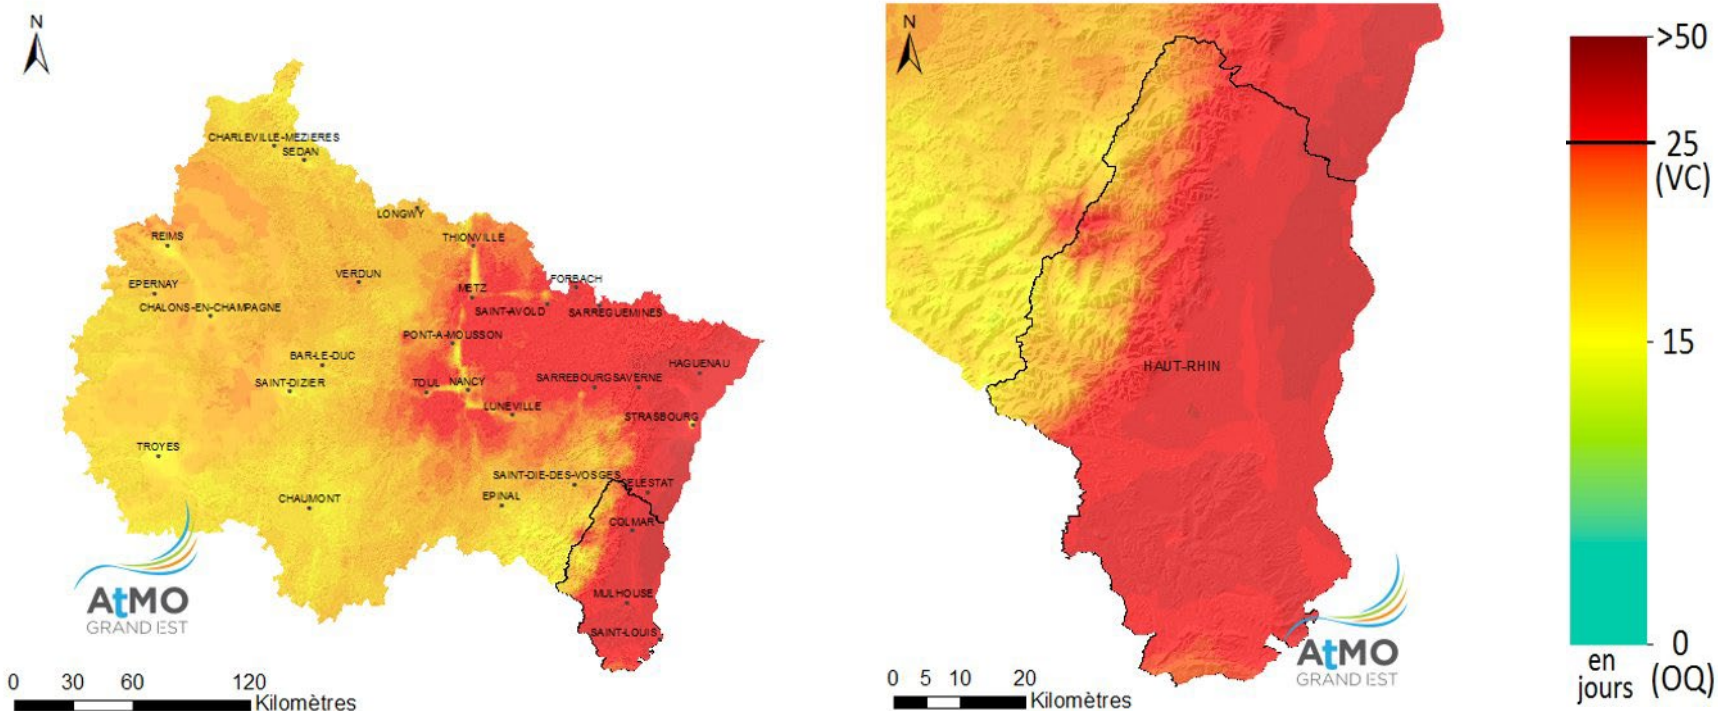 N
CHARLEVILLE-MEZIERES
SEDAN
LONGWY
REIMS
THIONVILLE
VERDUN
FORBACH
EPERNAY
METZ
CHALONS-EN-CHAMPAGNE
SAINT-AVOLD
SARREGUEMINES
PONT-A-MOUSSON
BAR-LE-DUC
HAGUENAU
SAINT-DIZIER
TOUL
NANCY
SARREBOURG
SAVERNE
LUNEVILLE
STRASBOURG
TROYES
SAINT-DIE-DES-VOSGES
SELESTAT
EPINAL
CHAUMONT
COLMAR
MULHOUSE
SAINT-LOUIS
AtMO
GRAND EST
0 30 60 120
Kilomètres
N
HAUT-RHIN
AtMO
GRAND EST
0 5 10 20
Kilomètres
>50
25
(VC)
15
0
(OQ)
en
jours